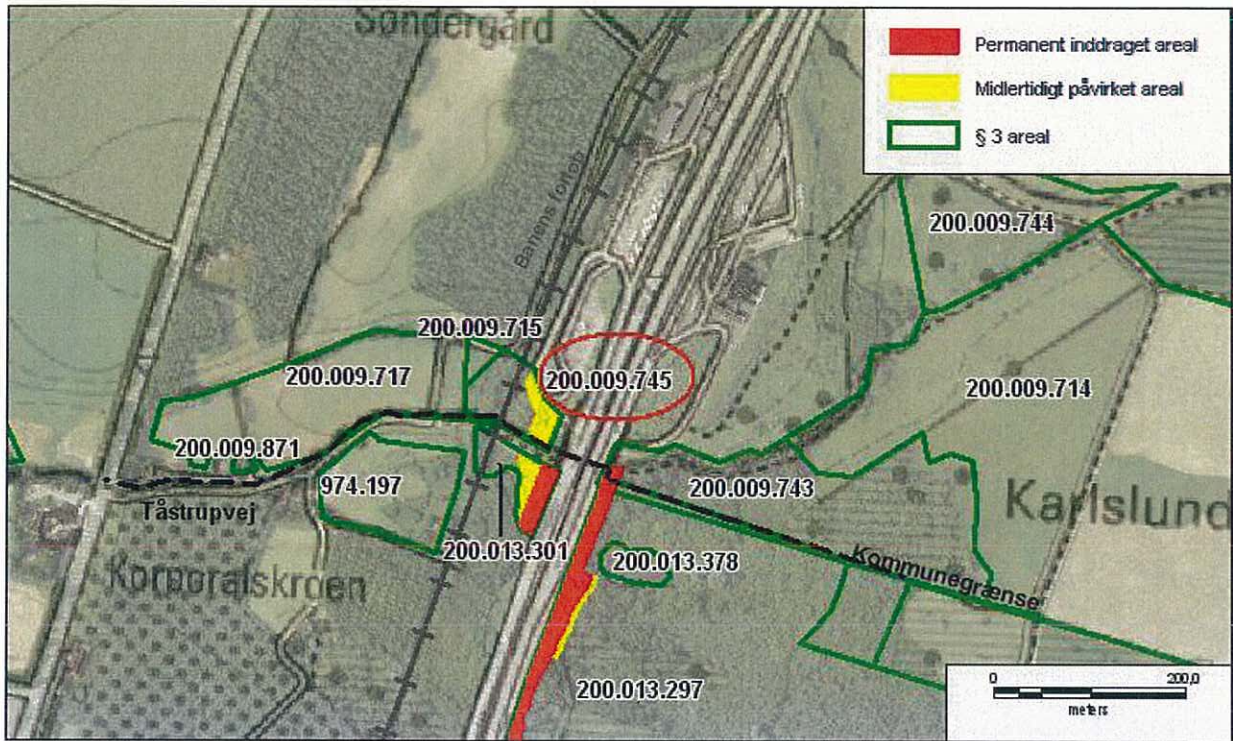 Søndergård
Permanent inddraget areal
Midlertidigt påvirket areal
§ 3 areal
Banens forløb
200.009.744
200.009.715
200.009.717
200.009.745
200.009.714
200.009.871
974.197
200.009.743
Tåstrupvej
Karlslund
200.013.301
200.013.378
Korporalskroen
Kommunegrænse
200.013.297
0 200,0
meters